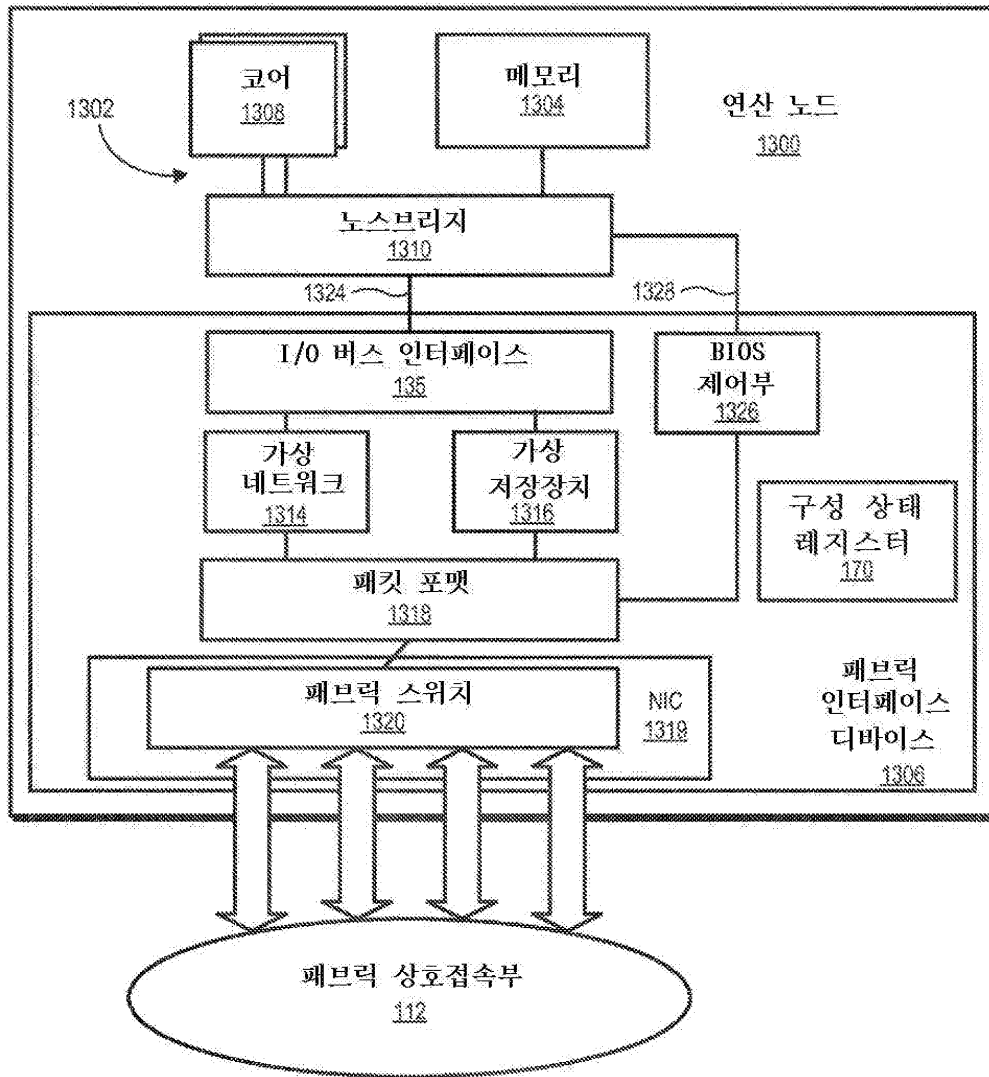 코어
1308
메모리
1304
1302
연산 노드
1300
노스브리지
1310
1324
1328
I/O 버스 인터페이스
135
BIOS
제어부
1326
가상
네트워크
1314
가상
저장장치
1316
구성 상태
레지스터
170
패킷 포맷
1318
패브릭 스위치
1320
NIC
1319
패브릭
인터페이스
디바이스
1306
패브릭 상호접속부
112